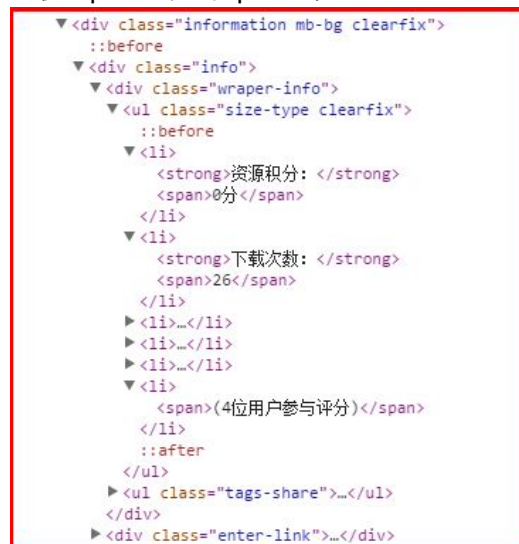 ▼<div class="information mb-bg clearfix">
::before
▼<div class="info">
▼<div class="wraper-info">
▼<ul class="size-type clearfix">
::before
▼<li>
<strong>资源积分: </strong>
<span>0分</span>
</li>
▼<li>
<strong>下载次数: </strong>
<span>26</span>
</li>
▶<li>…</li>
▶<li>…</li>
▶<li>…</li>
▼<li>
<span>(4位用户参与评分)</span>
</li>
::after
</ul>
▶<ul class="tags-share">…</ul>
</div>
▶<div class="enter-link">…</div>